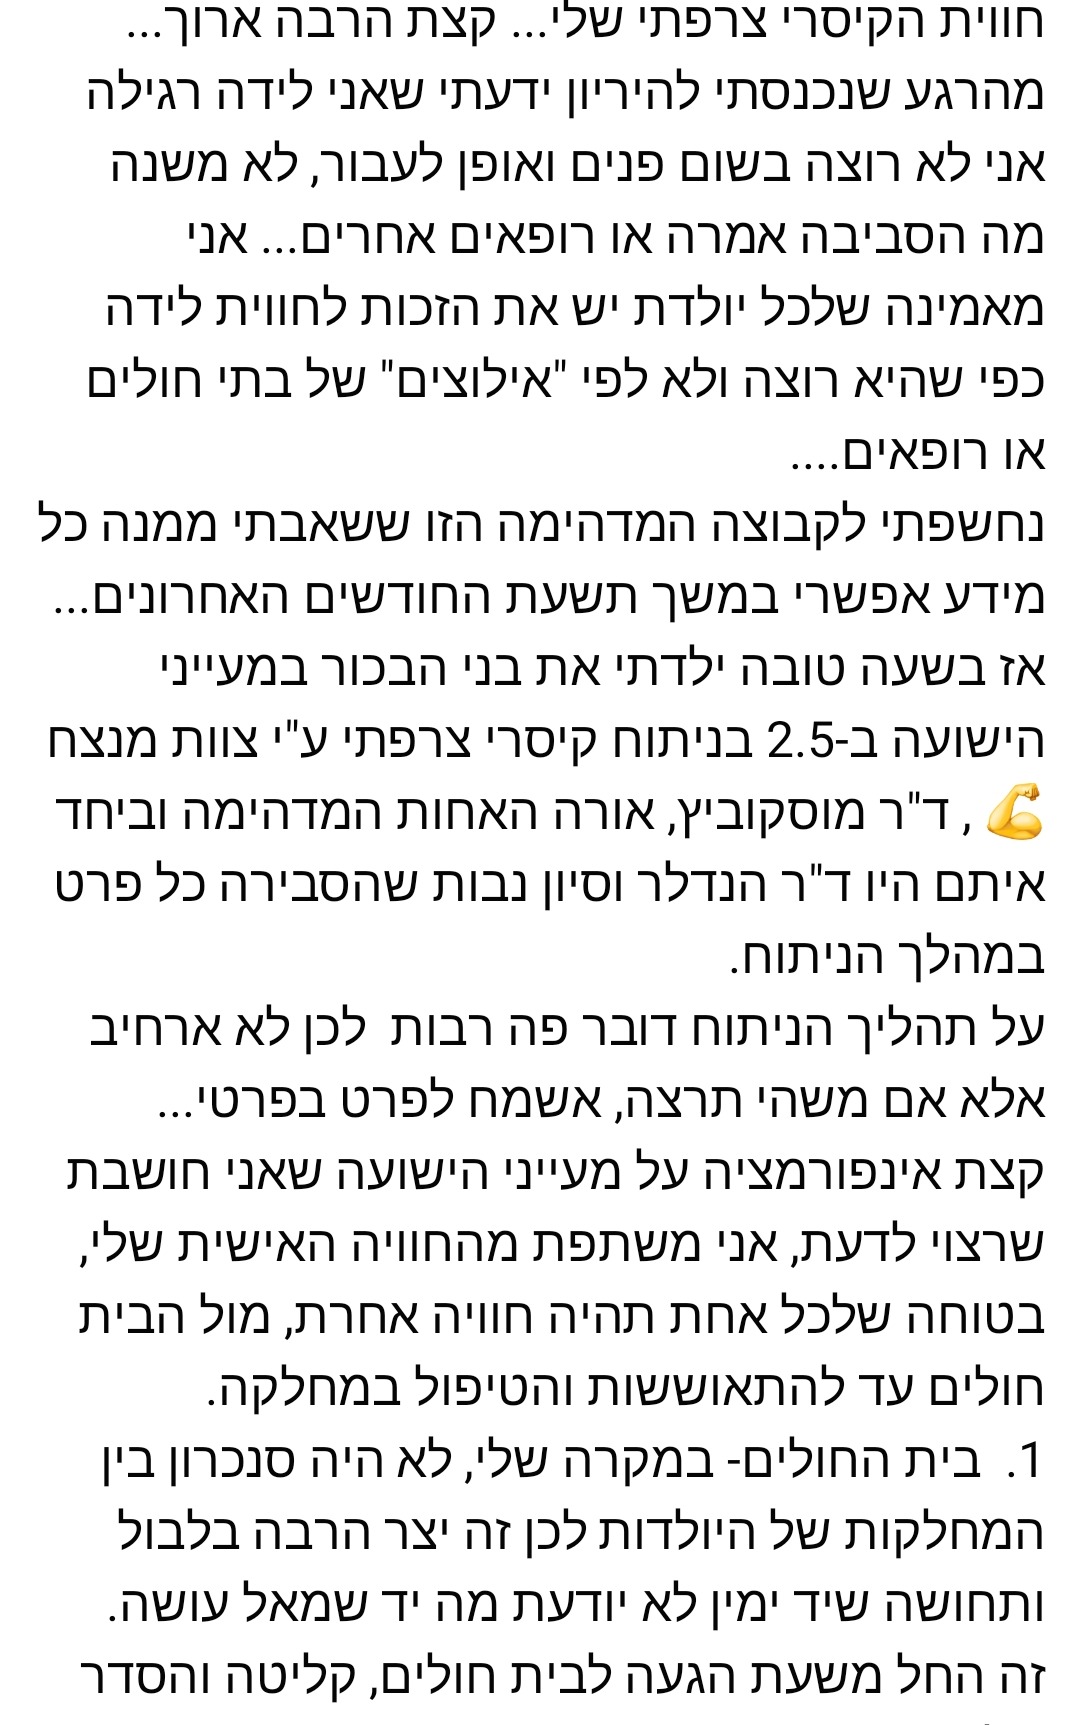 חווית הקיסרי צרפתי שלי... קצת הרבה ארוך...
מהרגע שנכנסתי להיריון ידעתי שאני לידה רגילה
אני לא רוצה בשום פנים ואופן לעבור, לא משנה
מה הסביבה אמרה או רופאים אחרים... אני
מאמינה שלכל יולדת יש את הזכות לחווית לידה
כפי שהיא רוצה ולא לפי "אילוצים" של בתי חולים
או רופאים....
נחשפתי לקבוצה המדהימה הזו ששאבתי ממנה כל
מידע אפשרי במשך תשעת החודשים האחרונים...
אז בשעה טובה ילדתי את בני הבכור במעייני
הישועה ב-2.5 בניתוח קיסרי צרפתי ע"י צוות מנצח
💪 , ד"ר מוסקוביץ, אורה האחות המדהימה וביחד
איתם היו ד"ר הנדלר וסיון נבות שהסבירה כל פרט
במהלך הניתוח.
על תהליך הניתוח דובר פה רבות  לכן לא ארחיב
אלא אם משהי תרצה, אשמח לפרט בפרטי...
קצת אינפורמציה על מעייני הישועה שאני חושבת
שרצוי לדעת, אני משתפת מהחוויה האישית שלי,
בטוחה שלכל אחת תהיה חוויה אחרת, מול הבית
חולים עד להתאוששות והטיפול במחלקה.
1.  בית החולים- במקרה שלי, לא היה סנכרון בין
המחלקות של היולדות לכן זה יצר הרבה בלבול
ותחושה שיד ימין לא יודעת מה יד שמאל עושה.
זה החל משעת הגעה לבית חולים, קליטה והסדר